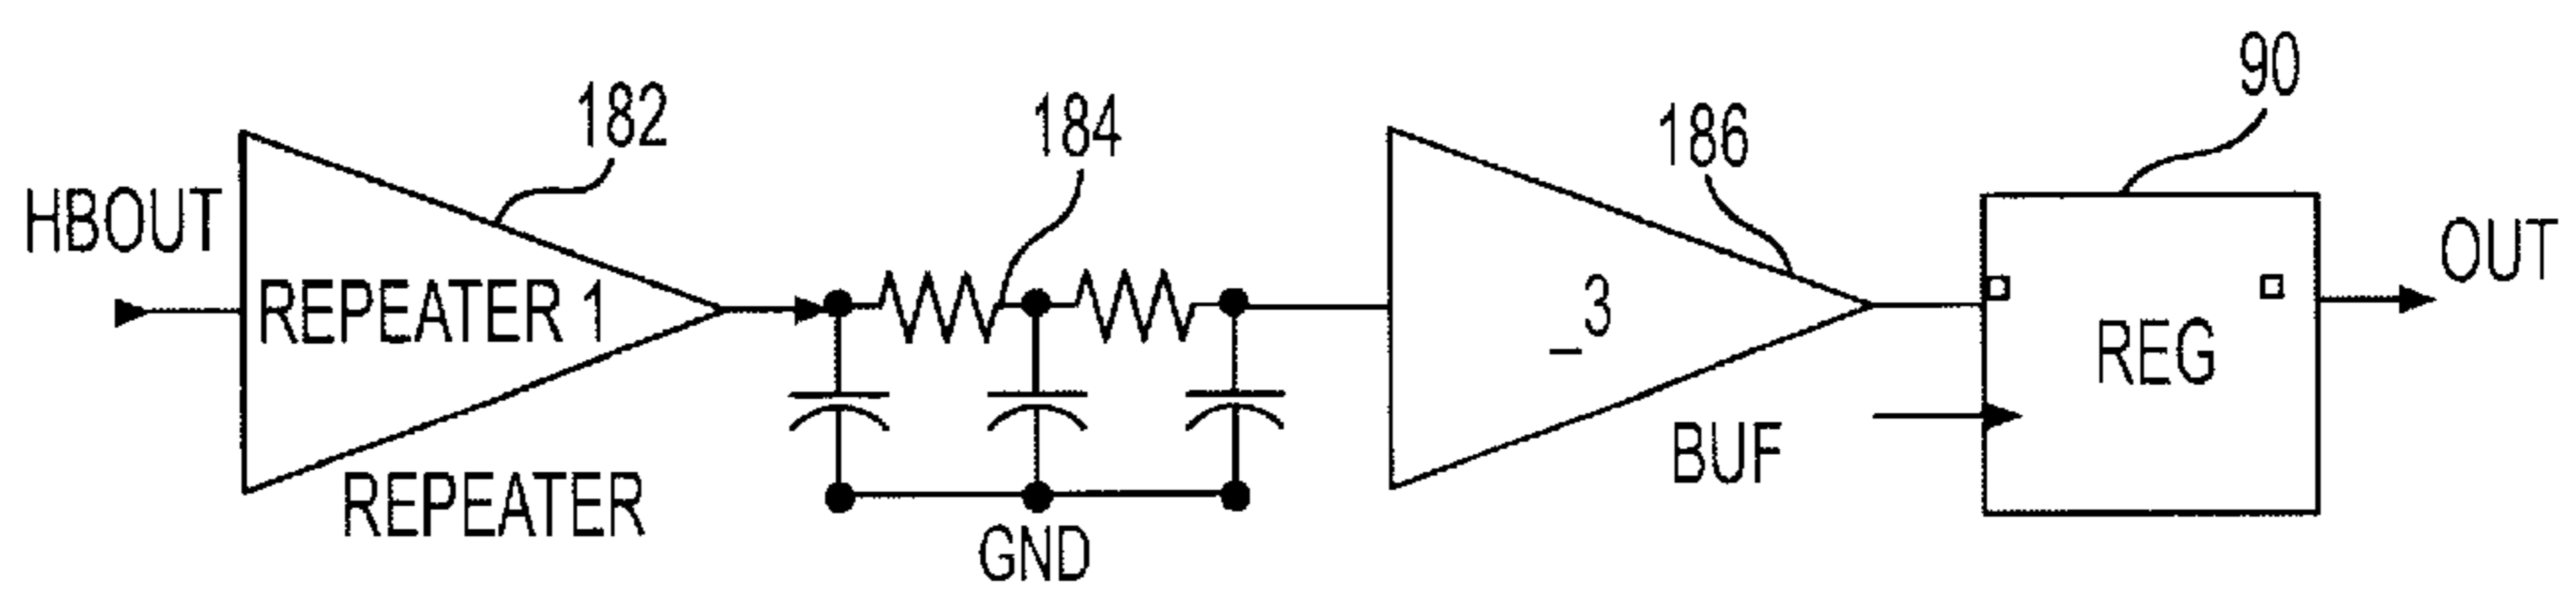 HBOUT
REPEATER 1
REPEATER
182
184
GND
_3
186
BUF
90
REG
OUT